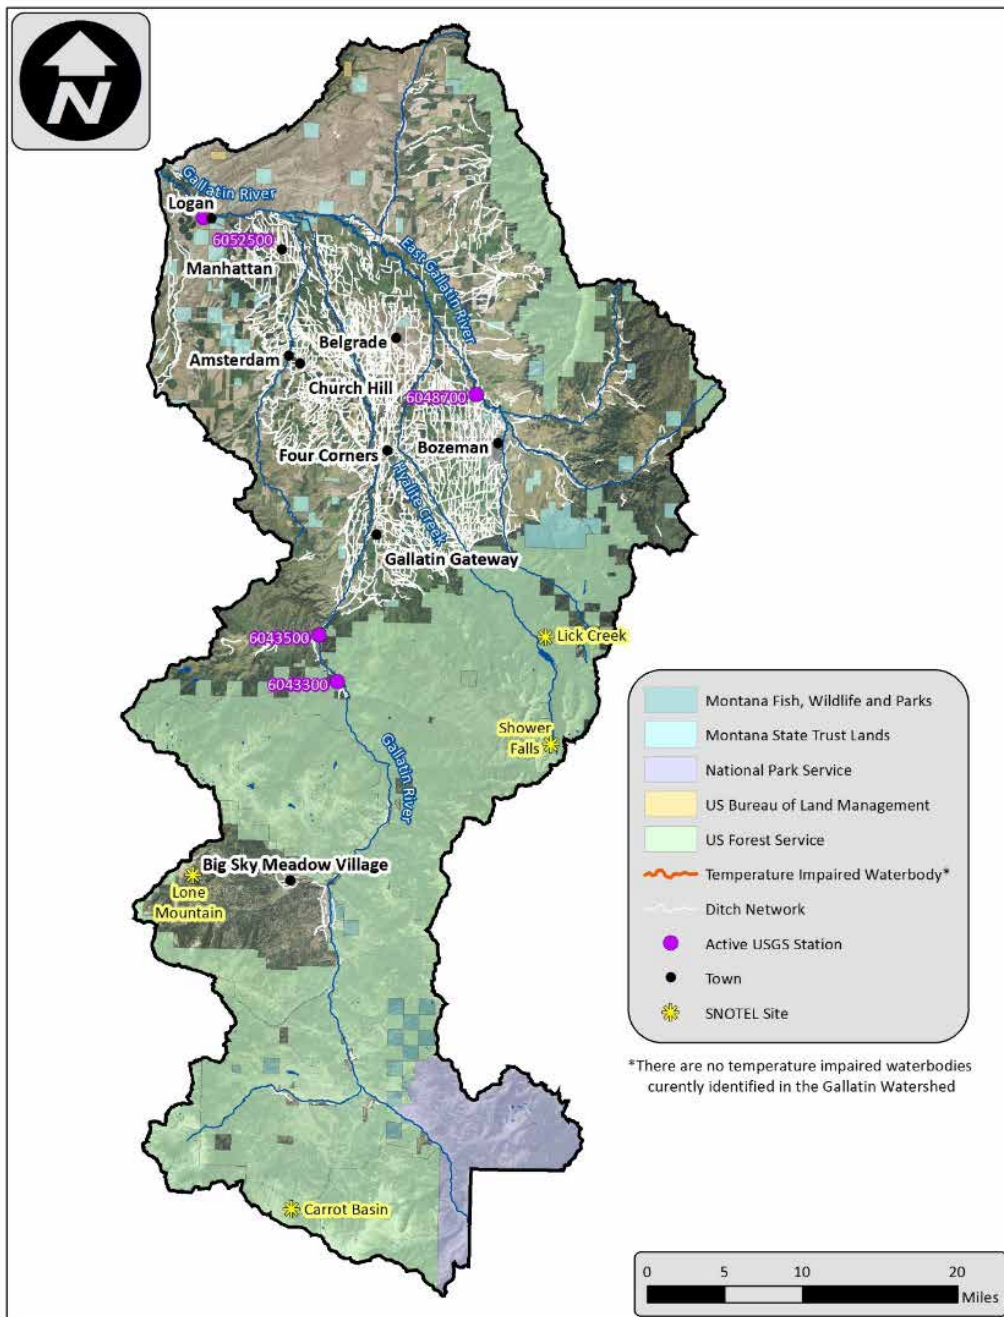 N
Gallatin River
Logan
6052500
Manhattan
East Gallatin River
Belgrade
Amsterdam
Church Hill
6048700
Four Corners
Bozeman
Hyalite Creek
Gallatin Gateway
6043500
Lick Creek
6043300
Shower
Falls
Gallatin River
Big Sky Meadow Village
Lone
Mountain
Carrot Basin
Montana Fish, Wildlife and Parks
Montana State Trust Lands
National Park Service
US Bureau of Land Management
US Forest Service
Temperature Impaired Waterbody*
Ditch Network
Active USGS Station
Town
SNOTEL Site
*There are no temperature impaired waterbodies
curently identified in the Gallatin Watershed
0 5 10 20
Miles